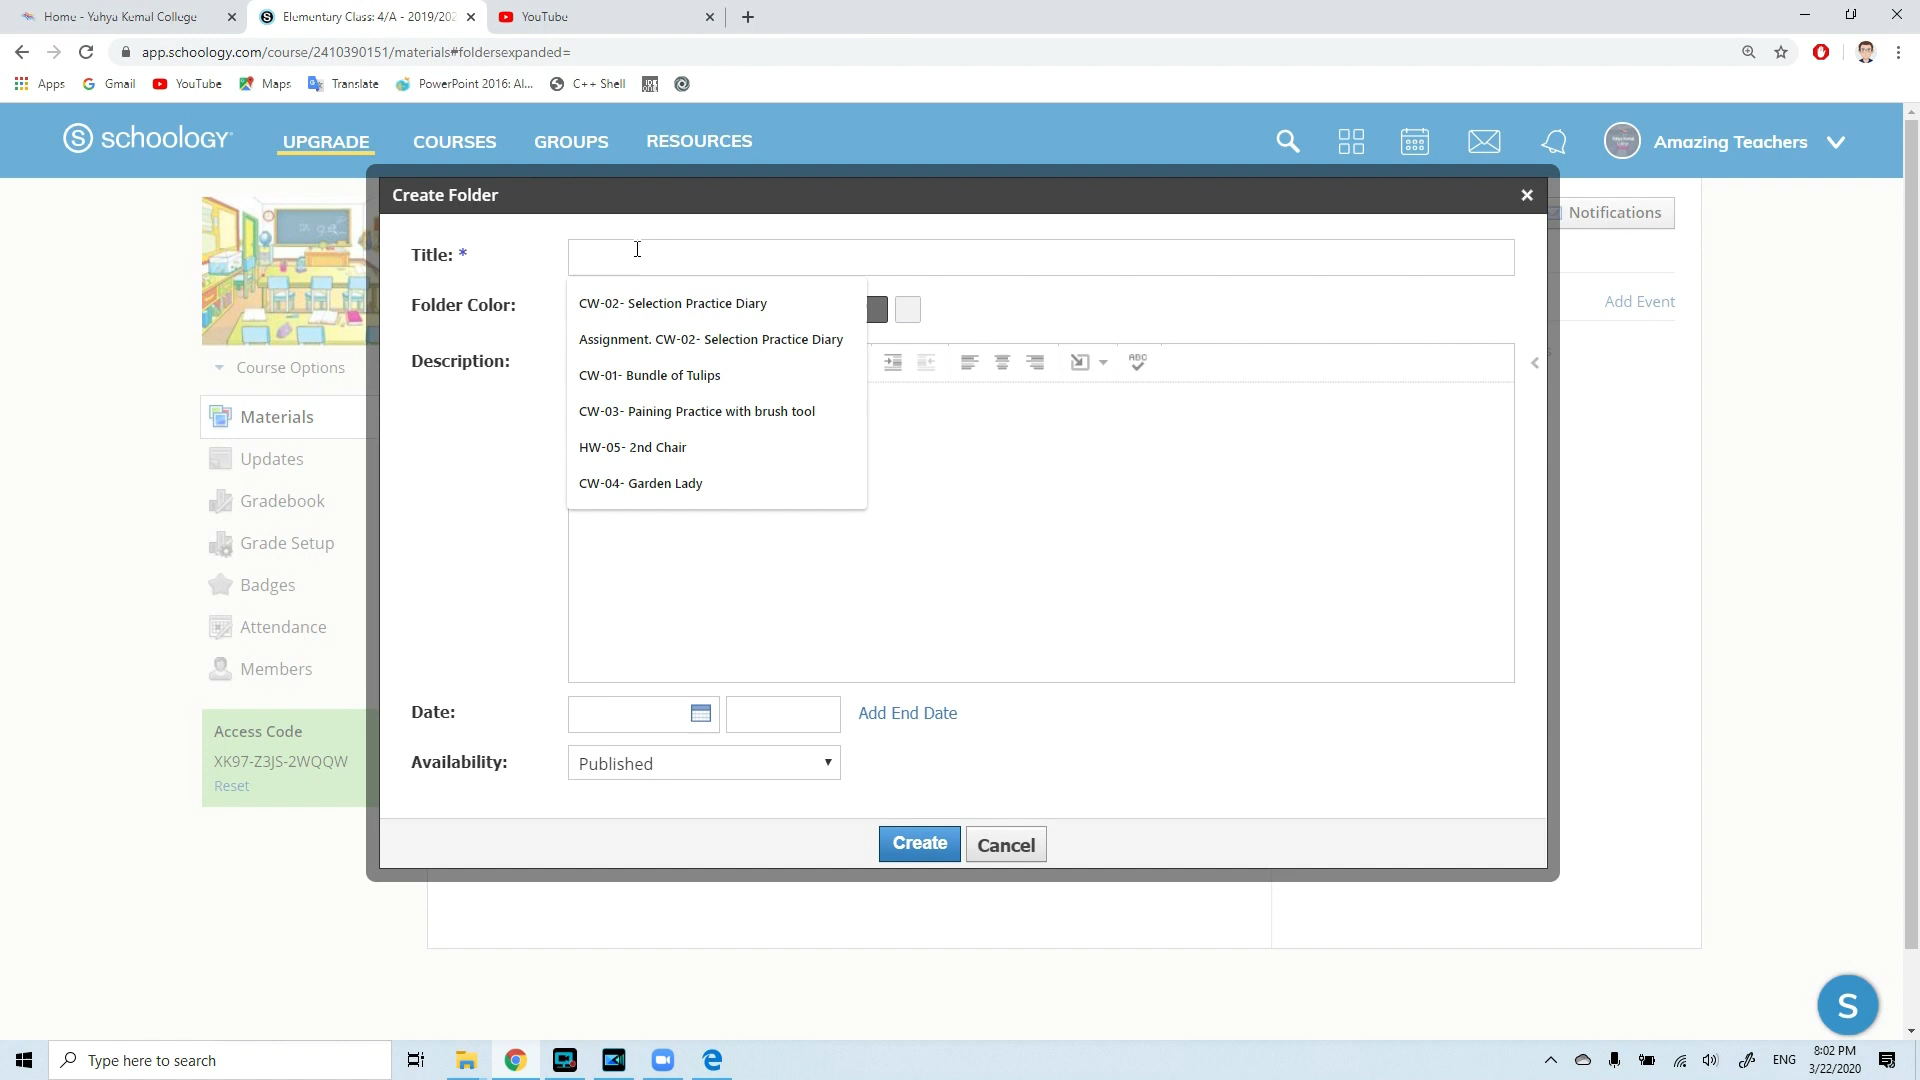 Home - Yahya Kemal College
Elementary Class: 4/A - 2019/202
YouTube
app.schoology.com/course/2410390151/materials#foldersexpanded=
Apps
Gmail
YouTube
Maps
Translate
PowerPoint 2016: Al...
C++ Shell
schoology
UPGRADE
COURSES
GROUPS
RESOURCES
Amazing Teachers
Create Folder
Notifications
Title: *
Add Event
Folder Color:
CW-02- Selection Practice Diary
Assignment. CW-02- Selection Practice Diary
CW-01- Bundle of Tulips
CW-03- Paining Practice with brush tool
HW-05- 2nd Chair
CW-04- Garden Lady
Description:
ABC
Course Options
Materials
Updates
Gradebook
Grade Setup
Badges
Attendance
Members
Access Code
XK97-Z3JS-2WQQW
Reset
Date:
Add End Date
Availability:
Published
Create
Cancel
S
Type here to search
ENG
8:02 PM
3/22/2020